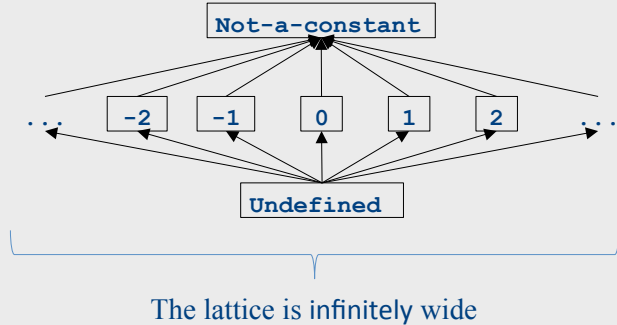 Not-a-constant
... -2 -1 0 1 2 ...
Undefined
The lattice is infinitely wide